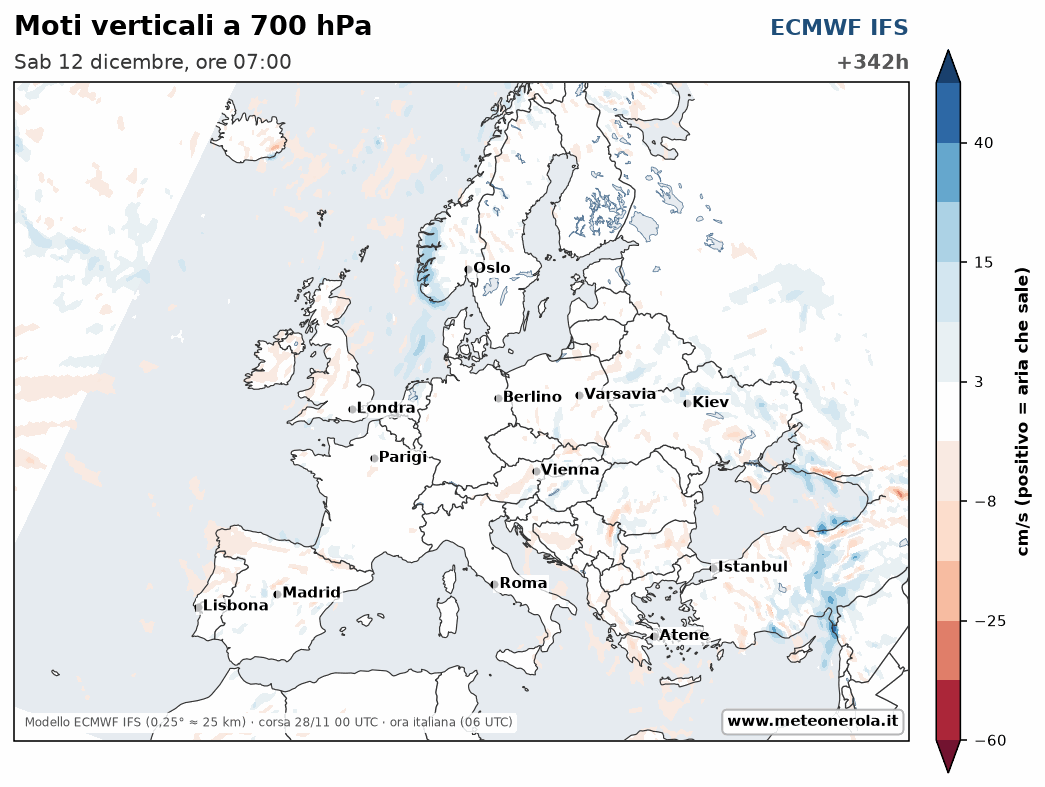 Moti verticali a 700 hPa
ECMWF IFS
Sab 12 dicembre, ore 07:00
+342h
40
15
3
−8
−25
−60
cm/s (positivo = aria che sale)
Oslo
Londra
Berlino
Varsavia
Kiev
Parigi
Vienna
Istanbul
Roma
Madrid
Lisbona
Atene
Modello ECMWF IFS (0,25° ≈ 25 km) · corsa 28/11 00 UTC · ora italiana (06 UTC)
www.meteonerola.it